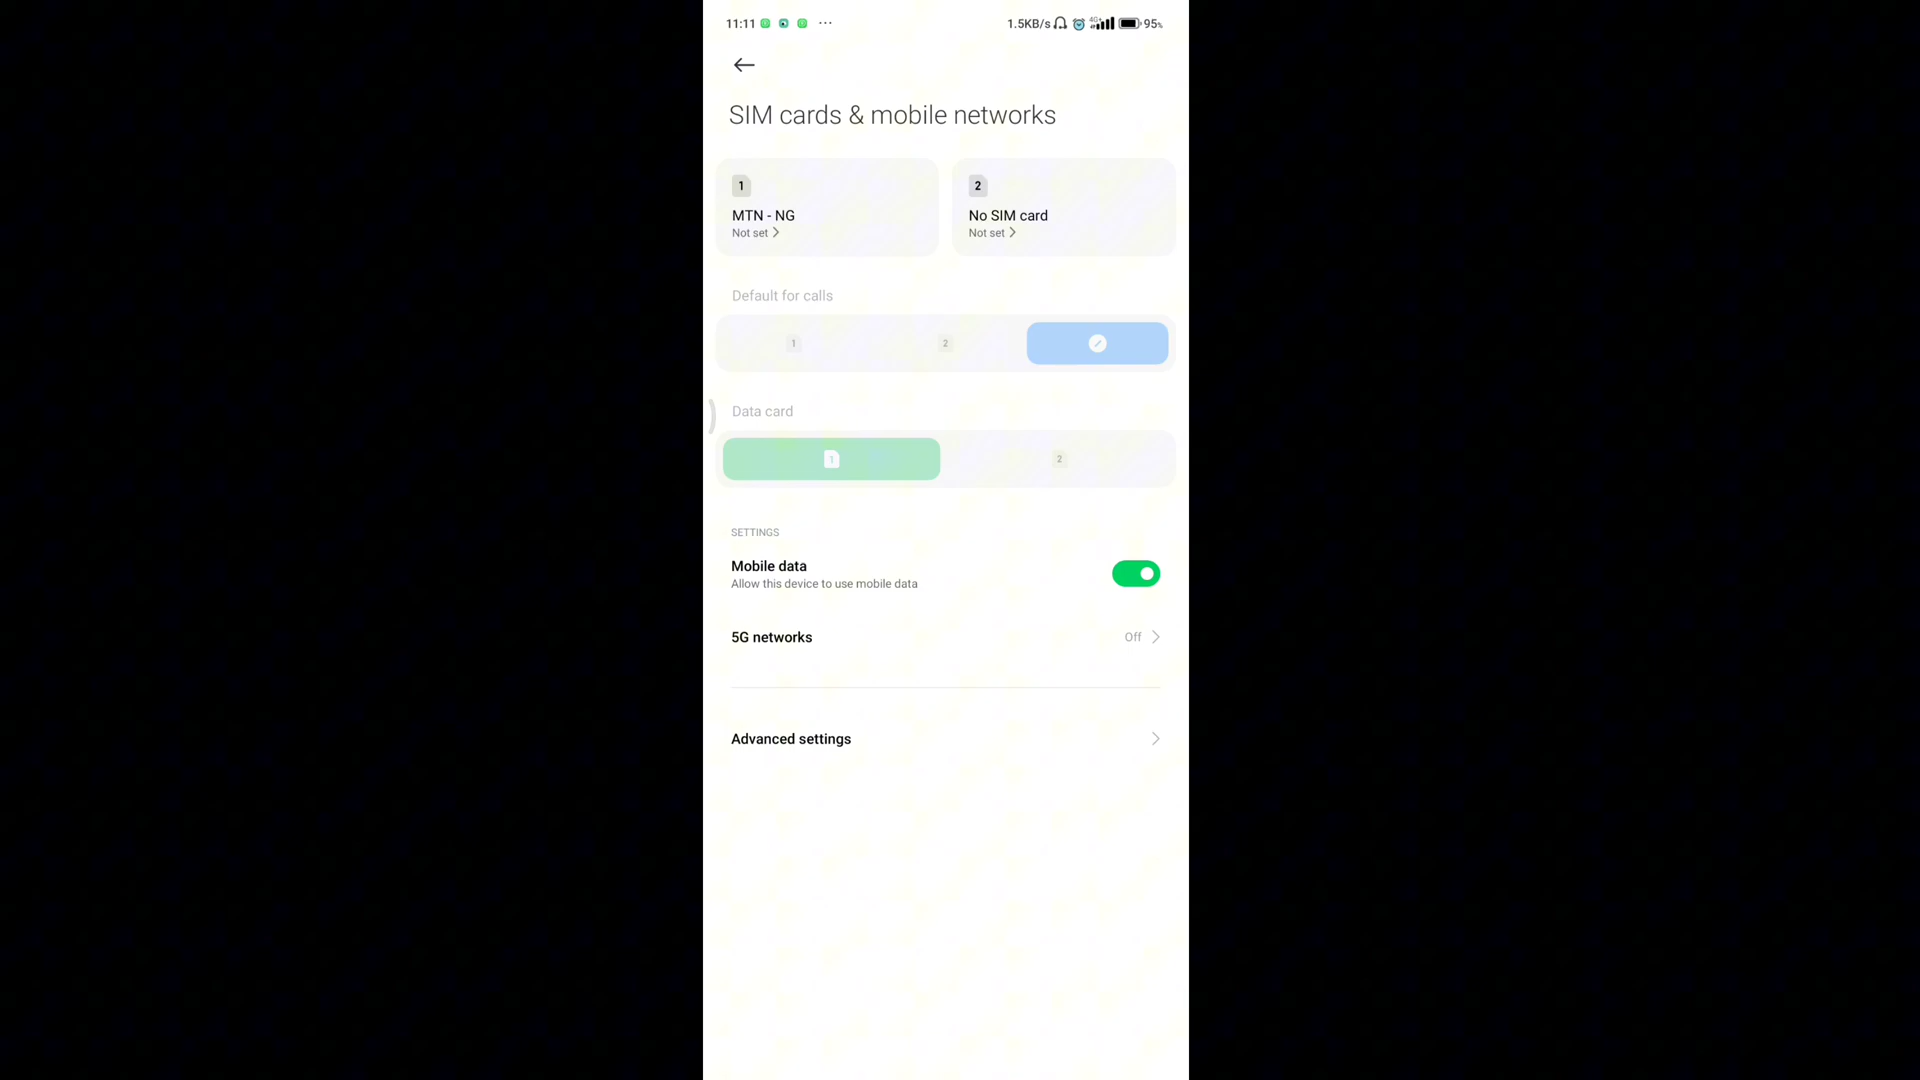 11:11 ... 1.5KB/s 4G+ 95%
SIM cards & mobile networks
1 2
MTN - NG No SIM card
Not set Not set
Default for calls
1 2
Data card
1 2
SETTINGS
Mobile data
Allow this device to use mobile data
5G networks Off
Advanced settings